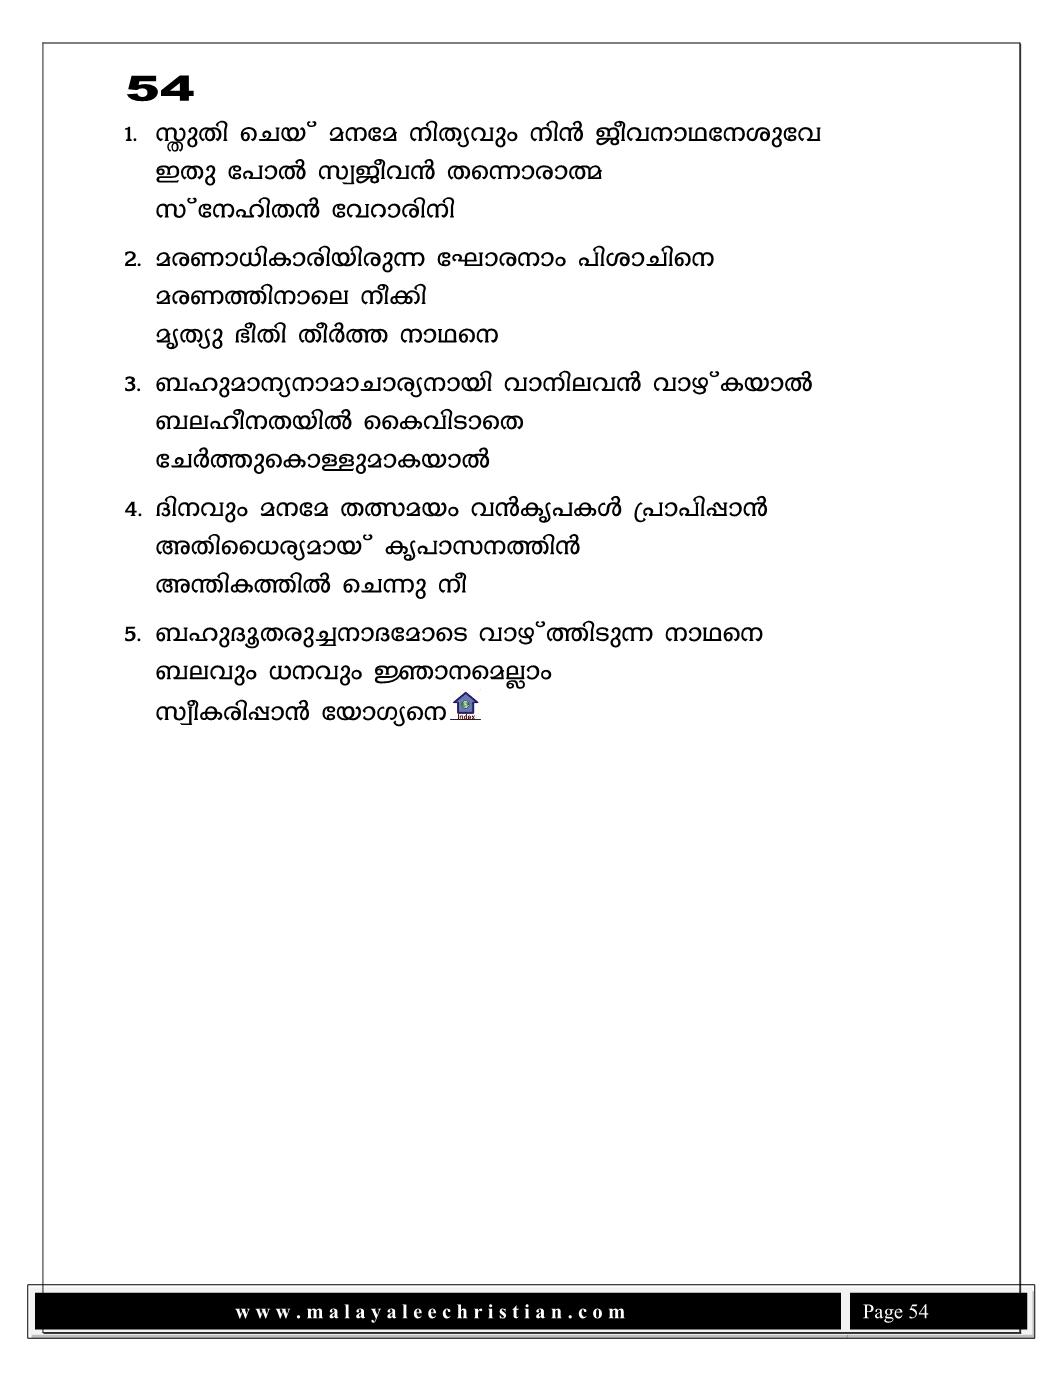 54
1. സ്തുതി ചെയ് മനമേ നിത്യവും നിൻ ജീവനാഥനേശുവേ
ഇതു പോൽ സ്വജീവൻ തന്നൊരാത്മ
സ്നേഹിതൻ വേറാരിനി
2. മരണാധികാരിയിരുന്ന ഘോരനാം പിശാചിനെ
മരണത്തിനാലെ നീക്കി
മൃത്യു ഭീതി തീർത്ത നാഥനെ
3. ബഹുമാന്യനാമാചാര്യനായി വാനിലവൻ വാഴ്കയാൽ
ബലഹീനതയിൽ കൈവിടാതെ
ചേർത്തുകൊള്ളുമാകയാൽ
4. ദിനവും മനമേ തത്സമയം വൻകൃപകൾ പ്രാപിപ്പാൻ
അതിധൈര്യമായ് കൃപാസനത്തിൻ
അന്തികത്തിൽ ചെന്നു നീ
5. ബഹുദൂതരുച്ചനാദമോടെ വാഴ്ത്തിടുന്ന നാഥനെ
ബലവും ധനവും ജ്ഞാനമെല്ലാം
സ്വീകരിപ്പാൻ യോഗ്യനെ
Index
www.malayaleechristian.com
Page 54